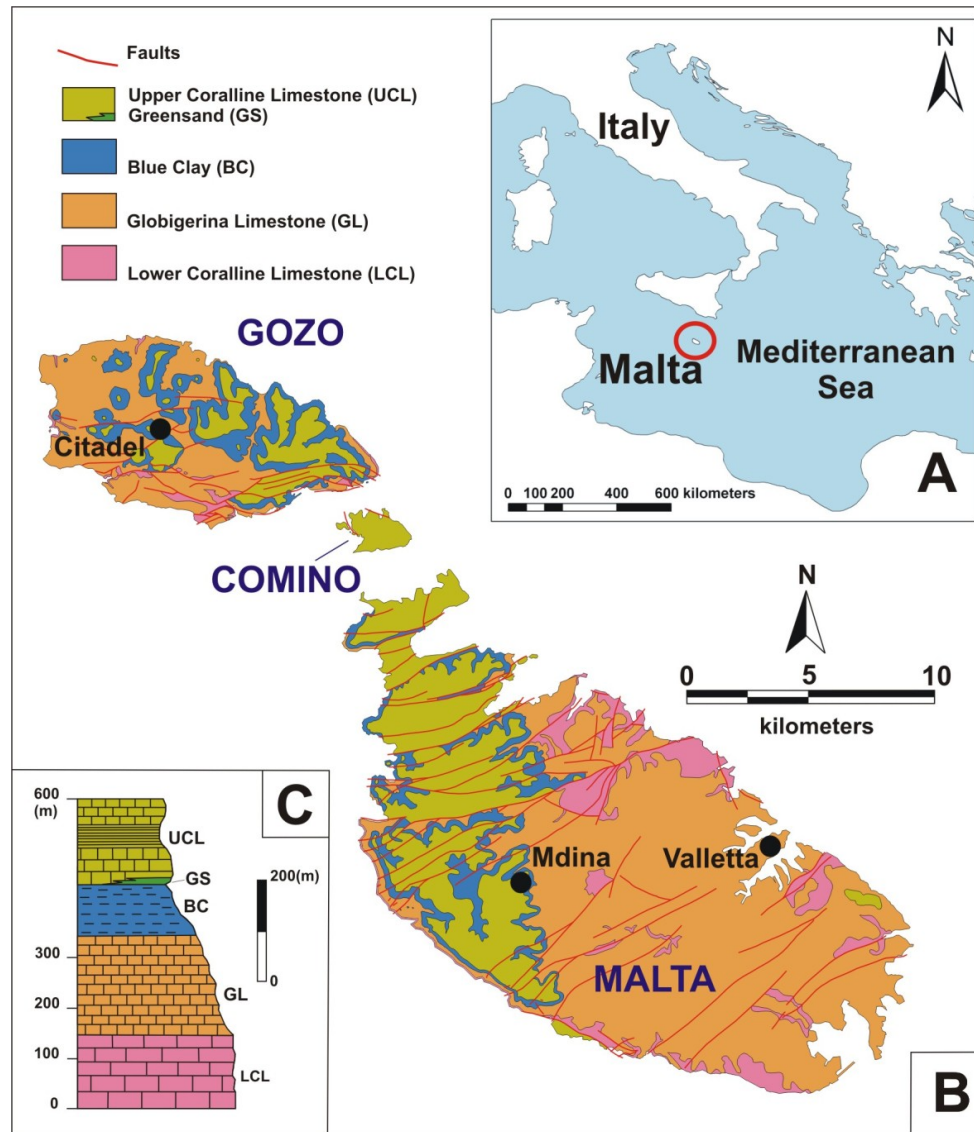 Faults
Upper Coralline Limestone (UCL)
Greensand (GS)
Blue Clay (BC)
Globigerina Limestone (GL)
Lower Coralline Limestone (LCL)
N
Italy
Malta
Mediterranean
Sea
A
0 100 200 400 600 kilometers
GOZO
Citadel
COMINO
N
0 5 10
kilometers
Mdina
Valletta
MALTA
B
C
600
(m)
UCL
GS
200(m)
BC
300
0
GL
200
100
LCL
0